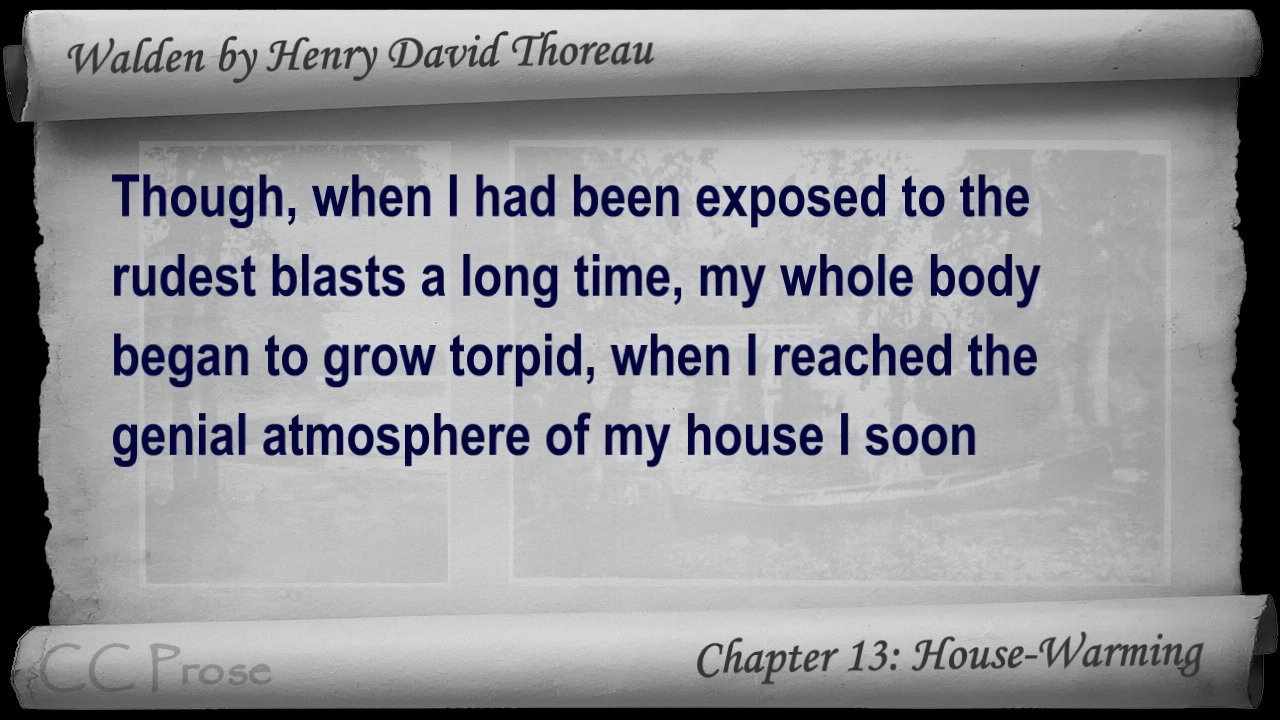 Walden by Henry David Thoreau
Though, when I had been exposed to the
rudest blasts a long time, my whole body
began to grow torpid, when I reached the
genial atmosphere of my house I soon
CC Prose
Chapter 13: House-Warming